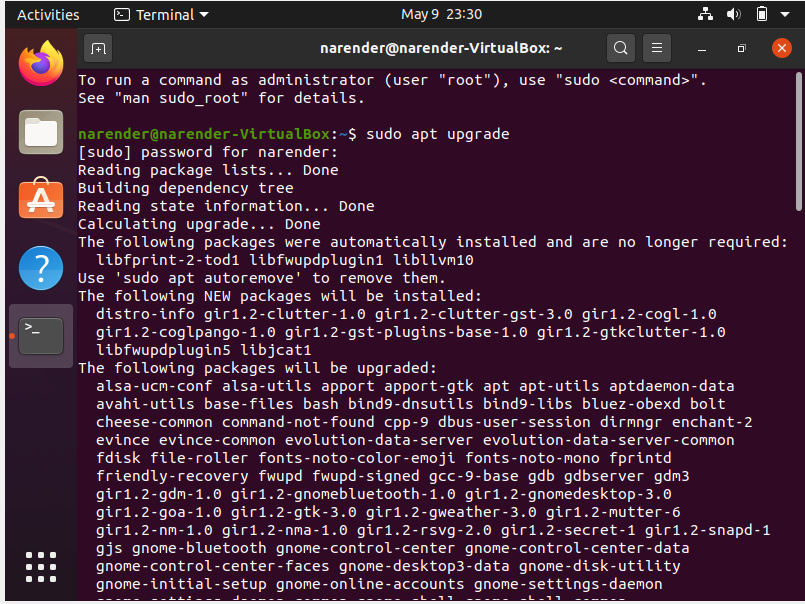 Activities Terminal May 9 23:30
narender@narender-VirtualBox: ~
To run a command as administrator (user "root"), use "sudo <command>".
See "man sudo_root" for details.
narender@narender-VirtualBox:~$ sudo apt upgrade
[sudo] password for narender:
Reading package lists... Done
Building dependency tree
Reading state information... Done
Calculating upgrade... Done
The following packages were automatically installed and are no longer required:
libfprint-2-tod1 libfwupdplugin1 libllvm10
Use 'sudo apt autoremove' to remove them.
The following NEW packages will be installed:
distro-info gir1.2-clutter-1.0 gir1.2-clutter-gst-3.0 gir1.2-cogl-1.0
gir1.2-coglpango-1.0 gir1.2-gst-plugins-base-1.0 gir1.2-gtkclutter-1.0
libfwupdplugin5 libjcat1
The following packages will be upgraded:
alsa-ucm-conf alsa-utils apport apport-gtk apt apt-utils aptdaemon-data
avahi-utils base-files bash bind9-dnsutils bind9-libs bluez-obexd bolt
cheese-common command-not-found cpp-9 dbus-user-session dirmngr enchant-2
evince evince-common evolution-data-server evolution-data-server-common
fdisk file-roller fonts-noto-color-emoji fonts-noto-mono fprintd
friendly-recovery fwupd fwupd-signed gcc-9-base gdb gdbserver gdm3
gir1.2-gdm-1.0 gir1.2-gnomebluetooth-1.0 gir1.2-gnomedesktop-3.0
gir1.2-goa-1.0 gir1.2-gtk-3.0 gir1.2-gweather-3.0 gir1.2-mutter-6
gir1.2-nm-1.0 gir1.2-nma-1.0 gir1.2-rsvg-2.0 gir1.2-secret-1 gir1.2-snapd-1
gjs gnome-bluetooth gnome-control-center gnome-control-center-data
gnome-control-center-faces gnome-desktop3-data gnome-disk-utility
gnome-initial-setup gnome-online-accounts gnome-settings-daemon